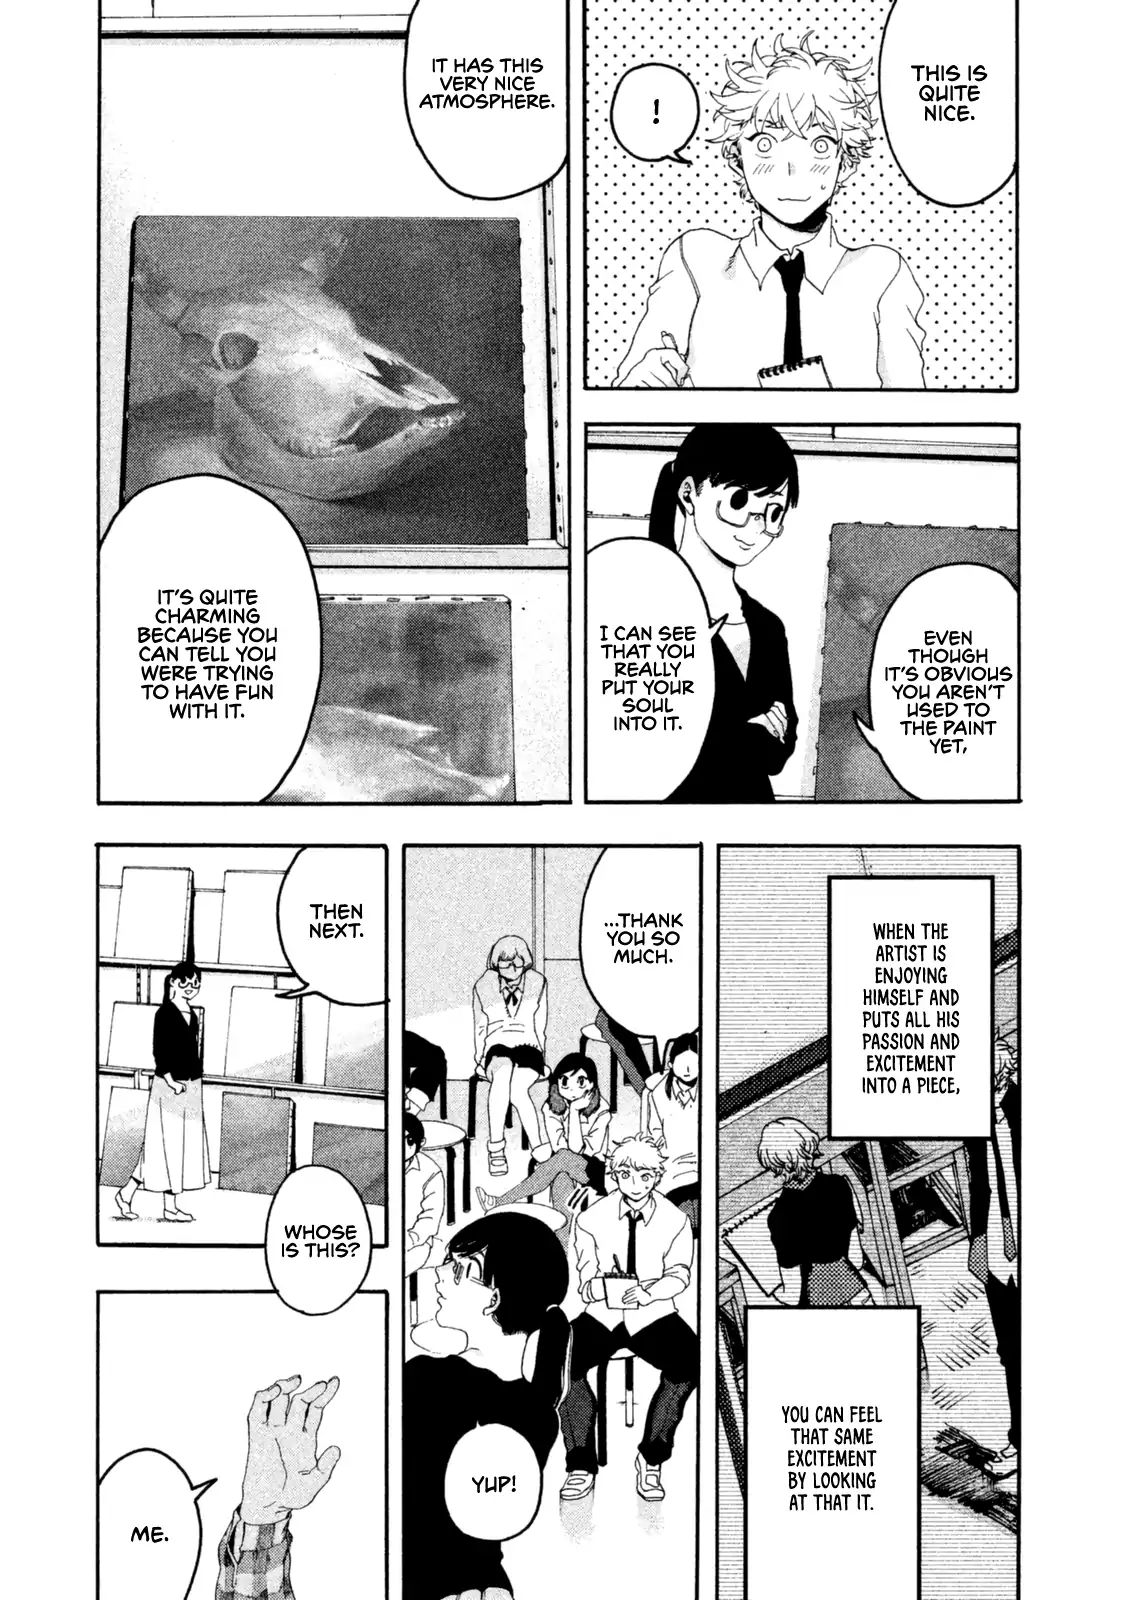 THIS IS
QUITE
NICE.
!
IT HAS THIS
VERY NICE
ATMOSPHERE.
IT'S QUITE
CHARMING
BECAUSE YOU
CAN TELL YOU
WERE TRYING
TO HAVE FUN
WITH IT.
EVEN
THOUGH
IT'S OBVIOUS
YOU AREN'T
USED TO
THE PAINT
YET,
I CAN SEE
THAT YOU
REALLY
PUT YOUR
SOUL
INTO IT.
WHEN THE
ARTIST IS
ENJOYING
HIMSELF AND
PUTS ALL HIS
PASSION AND
EXCITEMENT
INTO A PIECE,
YOU CAN FEEL
THAT SAME
EXCITEMENT
BY LOOKING
AT THAT IT.
...THANK
YOU SO
MUCH.
YUP!
THEN
NEXT.
WHOSE
IS THIS?
ME.